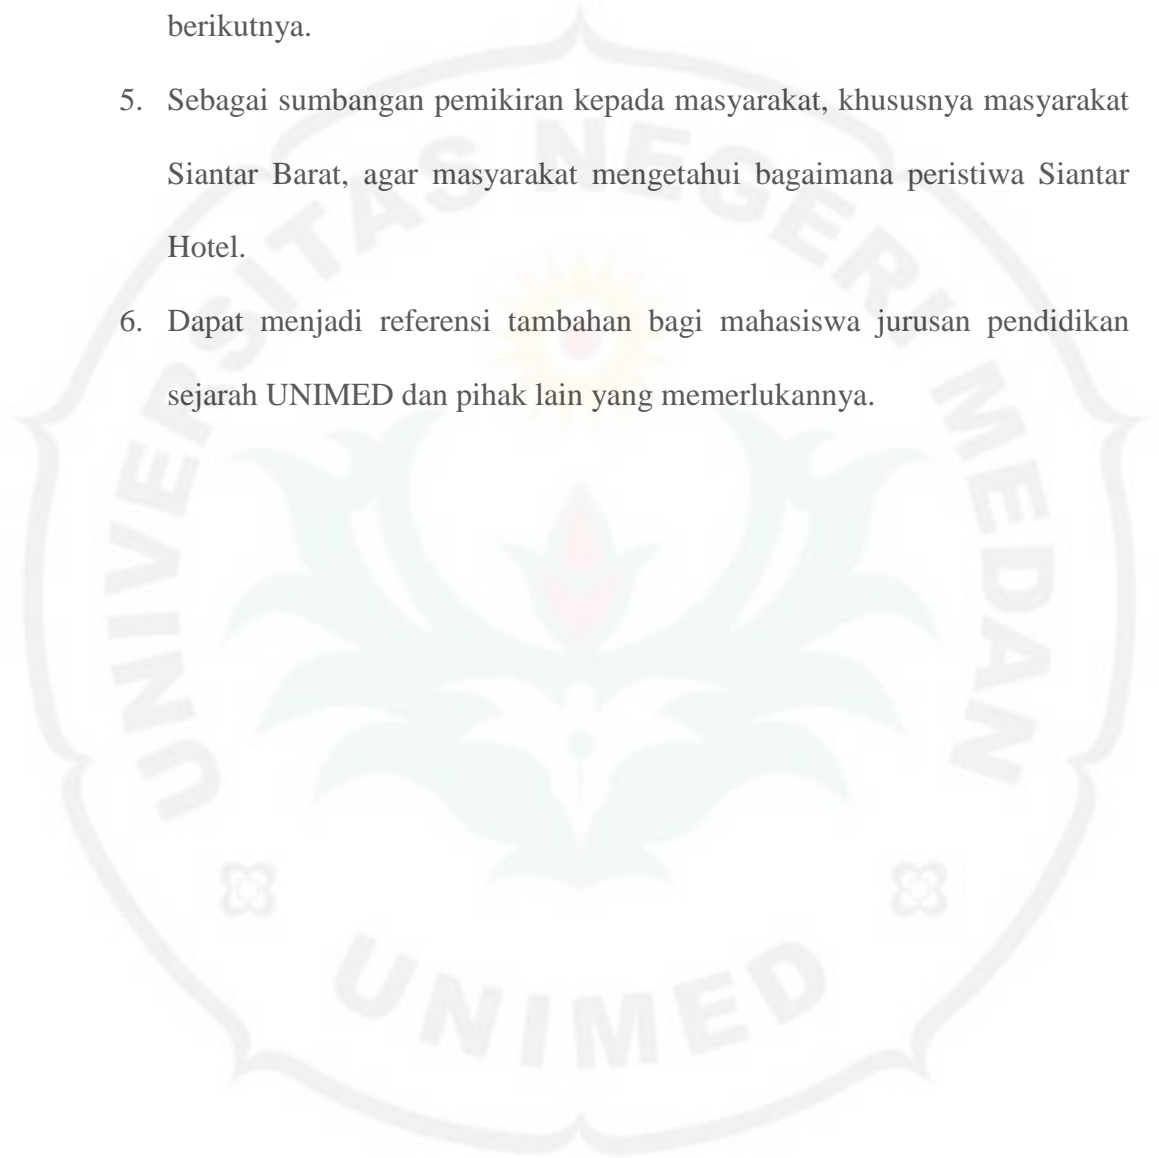 berikutnya.
5. Sebagai sumbangan pemikiran kepada masyarakat, khususnya masyarakat
Siantar Barat, agar masyarakat mengetahui bagaimana peristiwa Siantar
Hotel.
6. Dapat menjadi referensi tambahan bagi mahasiswa jurusan pendidikan
sejarah UNIMED dan pihak lain yang memerlukannya.
UNIVERSITAS NEGERI MEDAN
UNIMED